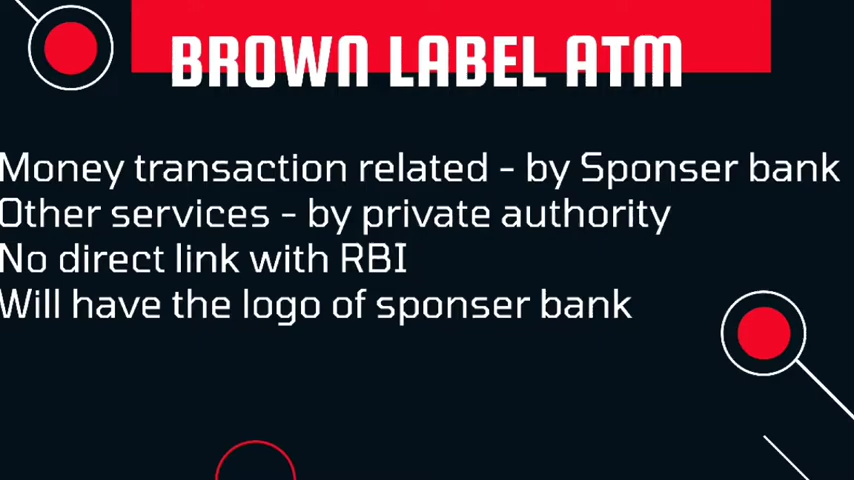 BROWN LABEL ATM
Money transaction related - by Sponser bank
Other services - by private authority
No direct link with RBI
Will have the logo of sponser bank